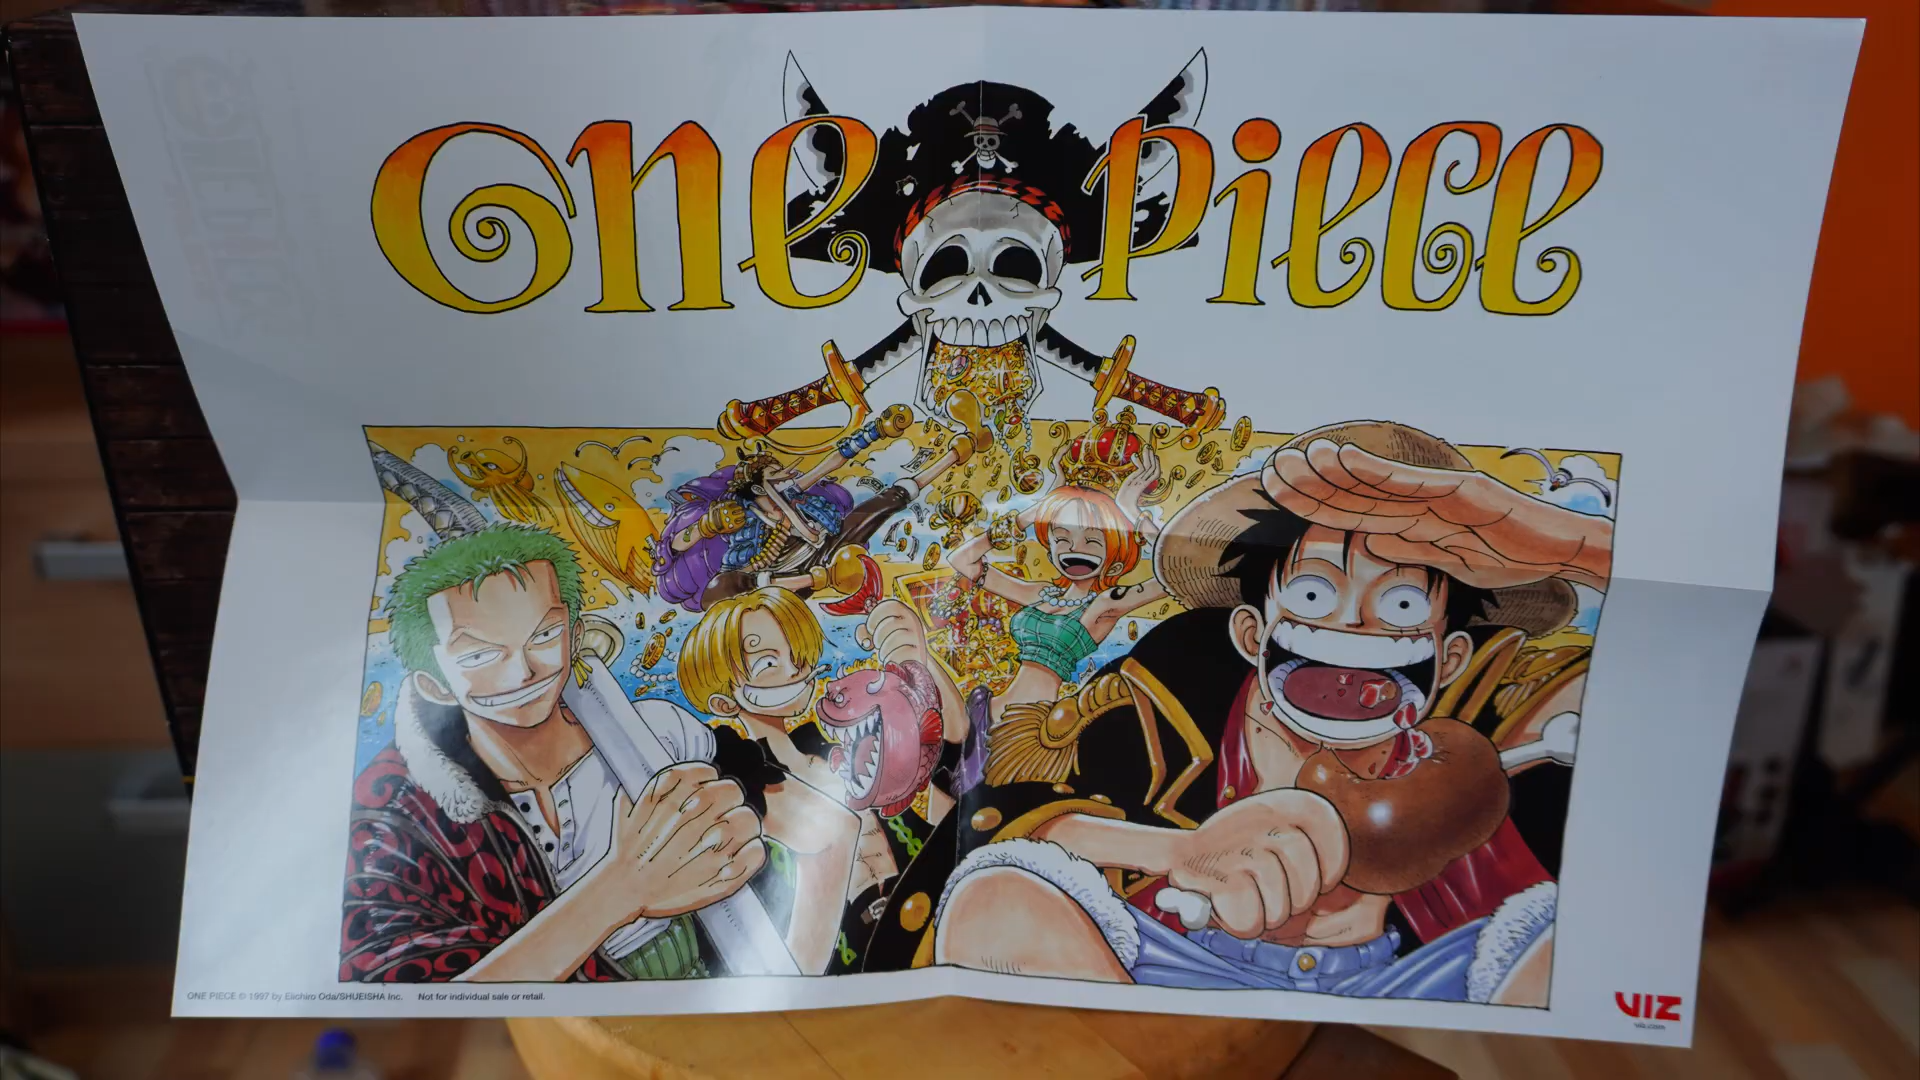 One Piece
ONE PIECE © 1997 by Eiichiro Oda/SHUEISHA Inc. Not for individual sale or retail.
VIZ
viz.com